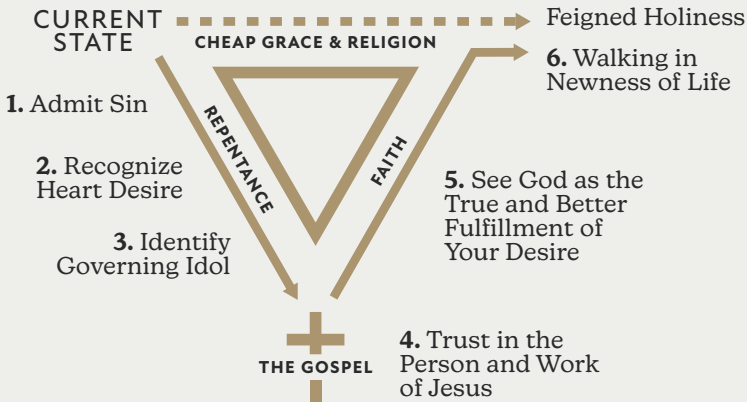 CURRENT
STATE
CHEAP GRACE & RELIGION
Feigned Holiness
6. Walking in
Newness of Life
1. Admit Sin
REPENTANCE
FAITH
2. Recognize
Heart Desire
5. See God as the
True and Better
Fulfillment of
Your Desire
3. Identify
Governing Idol
THE GOSPEL
4. Trust in the
Person and Work
of Jesus